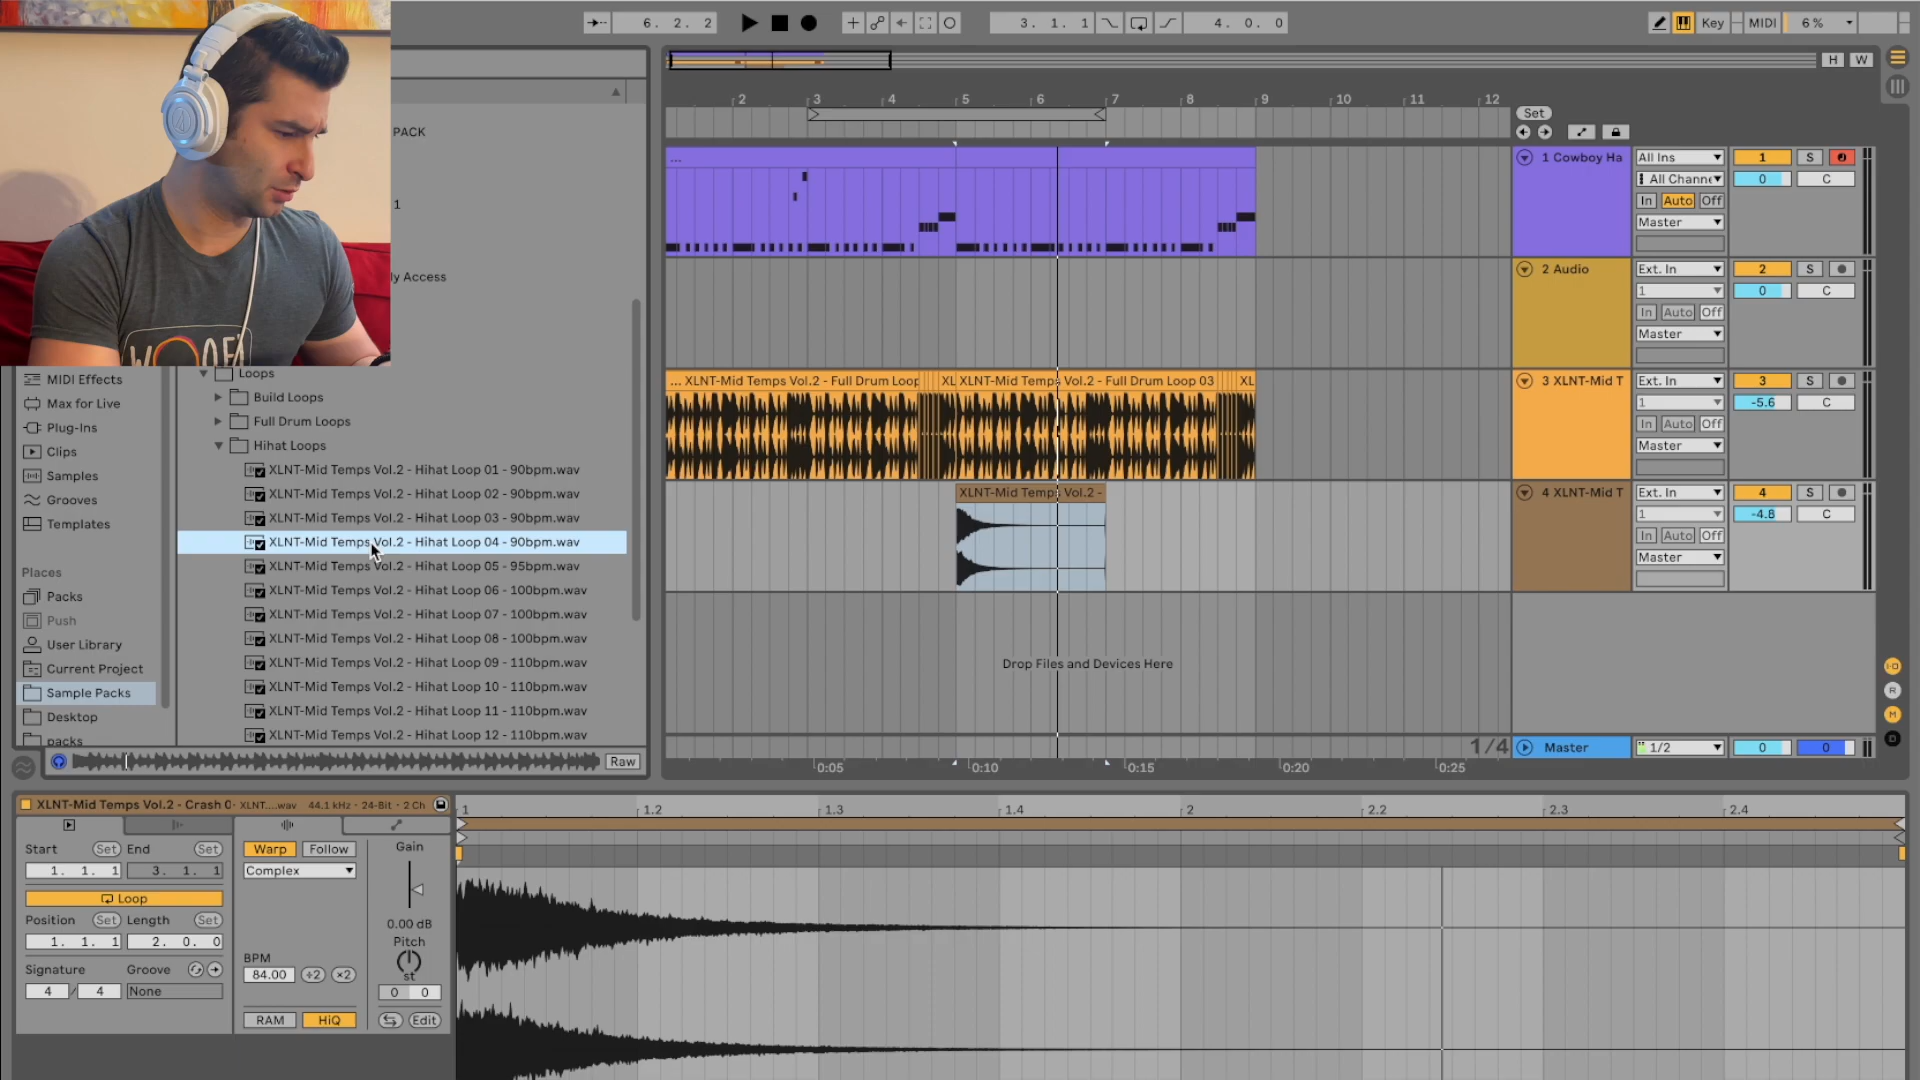 6. 2. 2
3. 1. 1
4. 0. 0
Key
MIDI
6 %
H W
PACK
1
ly Access
MIDI Effects
Max for Live
Plug-Ins
Clips
Samples
Grooves
Templates
Places
Packs
Push
User Library
Current Project
Sample Packs
Desktop
packs
Loops
Build Loops
Full Drum Loops
Hihat Loops
XLNT-Mid Temps Vol.2 - Hihat Loop 01 - 90bpm.wav
XLNT-Mid Temps Vol.2 - Hihat Loop 02 - 90bpm.wav
XLNT-Mid Temps Vol.2 - Hihat Loop 03 - 90bpm.wav
XLNT-Mid Temps Vol.2 - Hihat Loop 04 - 90bpm.wav
XLNT-Mid Temps Vol.2 - Hihat Loop 05 - 95bpm.wav
XLNT-Mid Temps Vol.2 - Hihat Loop 06 - 100bpm.wav
XLNT-Mid Temps Vol.2 - Hihat Loop 07 - 100bpm.wav
XLNT-Mid Temps Vol.2 - Hihat Loop 08 - 100bpm.wav
XLNT-Mid Temps Vol.2 - Hihat Loop 09 - 110bpm.wav
XLNT-Mid Temps Vol.2 - Hihat Loop 10 - 110bpm.wav
XLNT-Mid Temps Vol.2 - Hihat Loop 11 - 110bpm.wav
XLNT-Mid Temps Vol.2 - Hihat Loop 12 - 110bpm.wav
Raw
2 3 4 5 6 7 8 9 10 11 12
Set
...
... XLNT-Mid Temps Vol.2 - Full Drum Loop XL XLNT-Mid Temps Vol.2 - Full Drum Loop 03 XL
XLNT-Mid Temps Vol.2 -
Drop Files and Devices Here
1/4
0:05 0:10 0:15 0:20 0:25
1 Cowboy Ha All Ins 1 S
All Channe 0 C
In Auto Off
Master
2 Audio Ext. In 2 S
1 0 C
In Auto Off
Master
3 XLNT-Mid T Ext. In 3 S
1 -5.6 C
In Auto Off
Master
4 XLNT-Mid T Ext. In 4 S
1 -4.8 C
In Auto Off
Master
Master 1/2 0 0
I·O
R
M
D
XLNT-Mid Temps Vol.2 - Crash 0 XLNT....wav 44.1 kHz · 24-Bit · 2 Ch
Start Set End Set
1. 1. 1 3. 1. 1
Loop
Position Set Length Set
1. 1. 1 2. 0. 0
Signature Groove
4 / 4 None
Warp Follow
Complex
BPM
84.00 ÷2 ×2
RAM HiQ
Gain
0.00 dB
Pitch
st
0 0
Edit
1 1.2 1.3 1.4 2 2.2 2.3 2.4